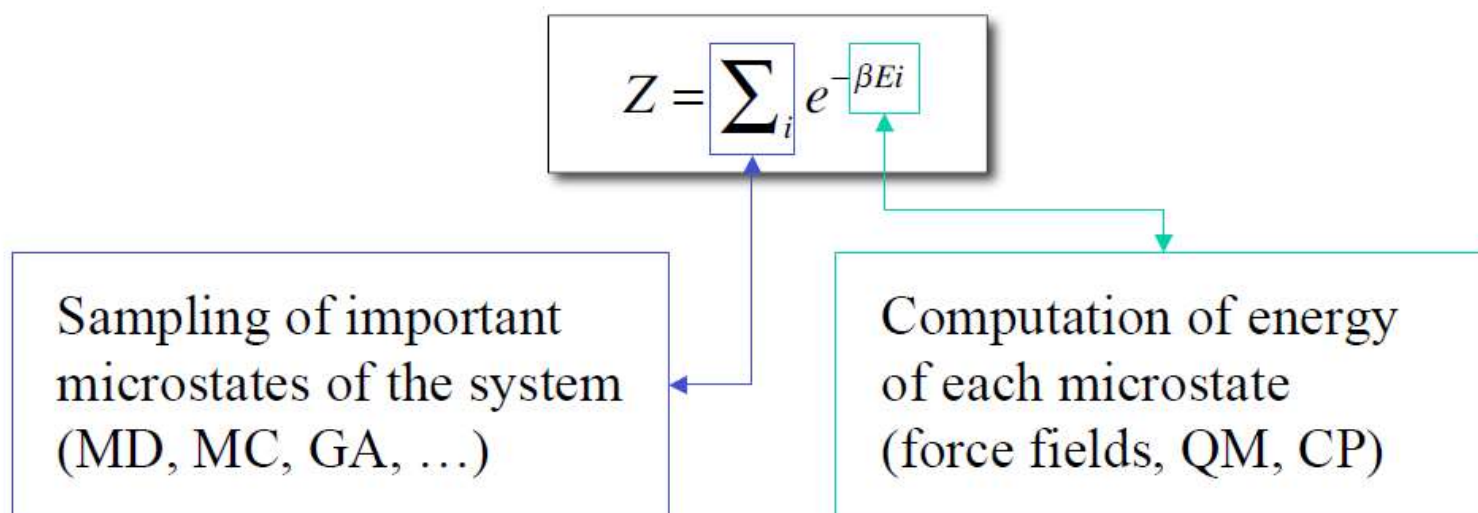 Z = ∑i e−βEi
Sampling of important
microstates of the system
(MD, MC, GA, …)
Computation of energy
of each microstate
(force fields, QM, CP)